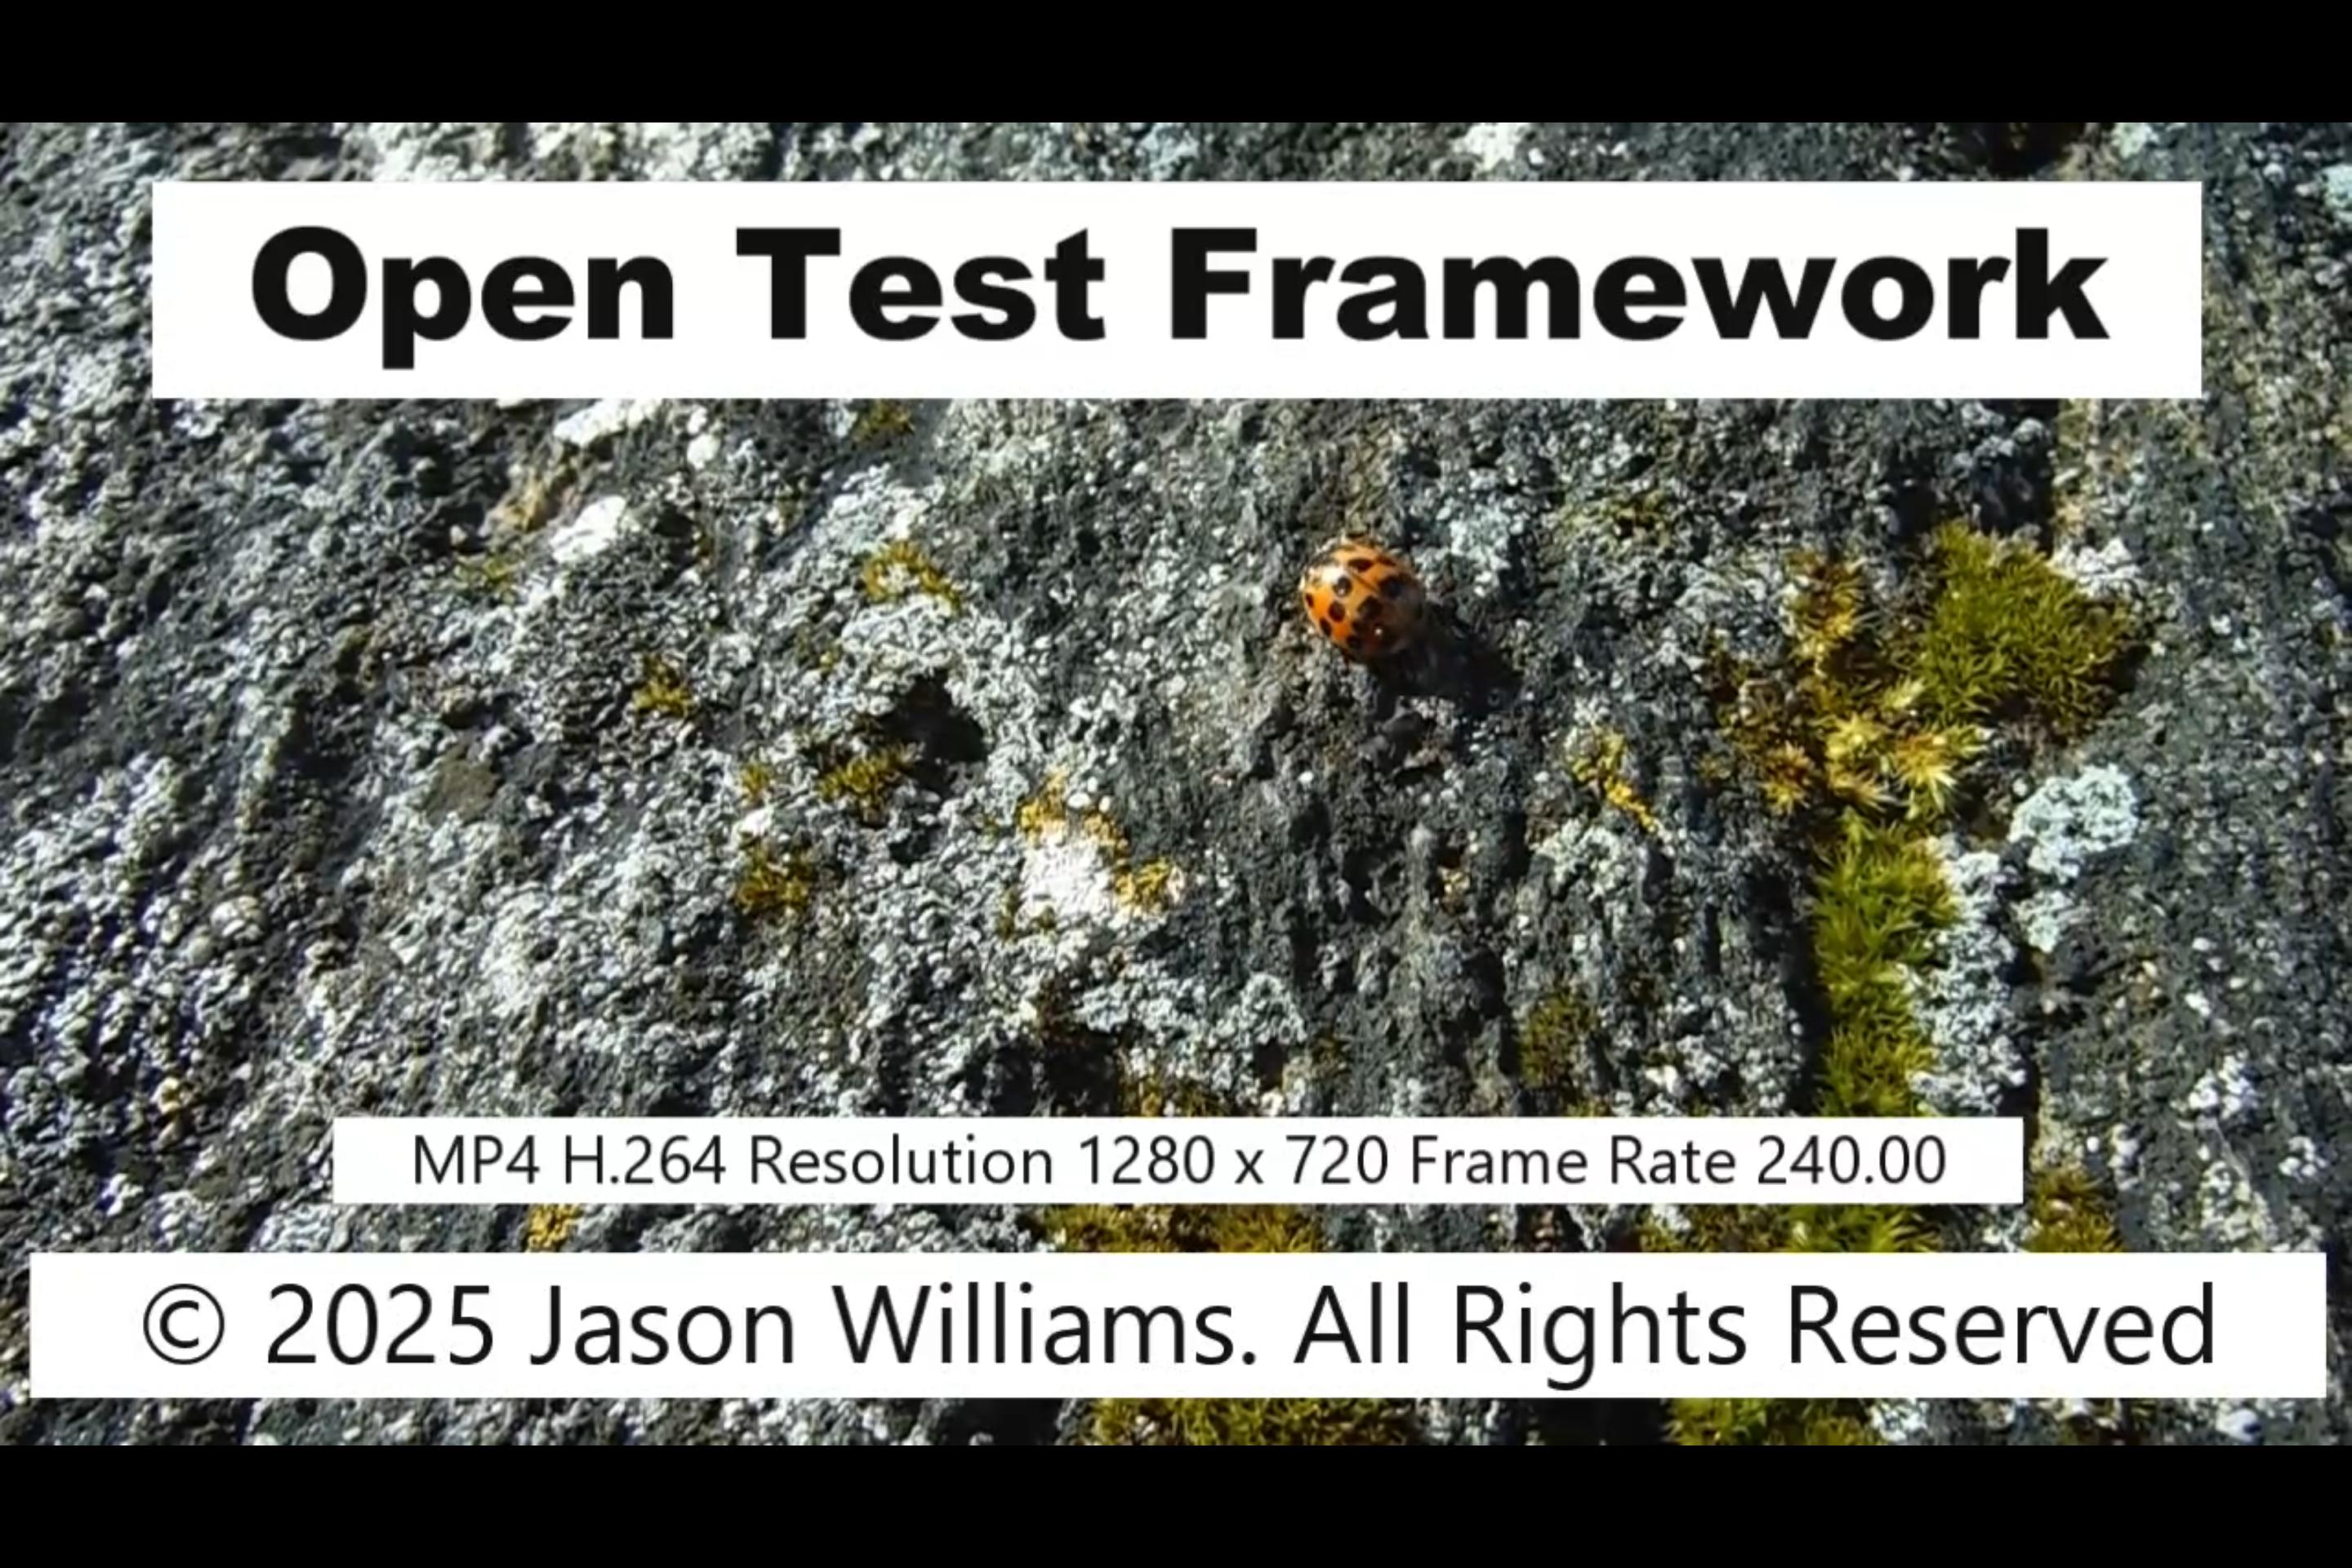 Open Test Framework
MP4 H.264 Resolution 1280 x 720 Frame Rate 240.00
© 2025 Jason Williams. All Rights Reserved